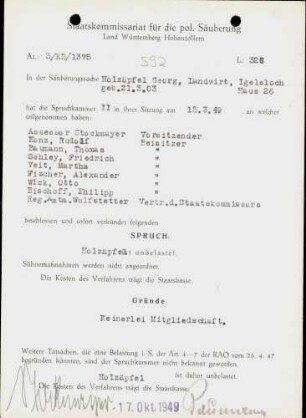 Staatskommissariat für die pol. Säuberung
Land Württemberg Hohenzollern
Az.: 3/KB/1375
592
L. 328
In der Säuberungssache Holzäpfel Georg, Landwirt, Igelsloch
geb.21.3.03 Haus 26
hat die Spruchkammer II in ihrer Sitzung am 15.3.49 , an welcher
teilgenommen haben:
Assessor Stockmayer Vorsitzender
Konz, Rudolf Beisitzer
Baumann, Thomas "
Schley, Friedrich "
Veit, Martha "
Fischer, Alexander "
Wick, Otto "
Bischoff, Philipp "
Reg.Amtm.Wolfstetter Vertr.d.Staatskommissars
beschlossen und sofort verkündet folgenden
SPRUCH:
Holzäpfel: unbelastet.
Sühnemaßnahmen werden nicht angeordnet.
Die Kosten des Verfahrens trägt die Staatskasse.
Gründe:
Keinerlei Mitgliedschaft.
Weitere Tatsachen, die eine Belastung i. S. der Art. 4—7 der RAO vom 26. 4. 47
begründen könnten, sind der Spruchkammer nicht bekannt geworden.
Holzäpfel ist daher unbelastet.
Die Kosten des Verfahrens trägt die Staatskasse.
Stockmayer
17. Okt. 1949
Baumann